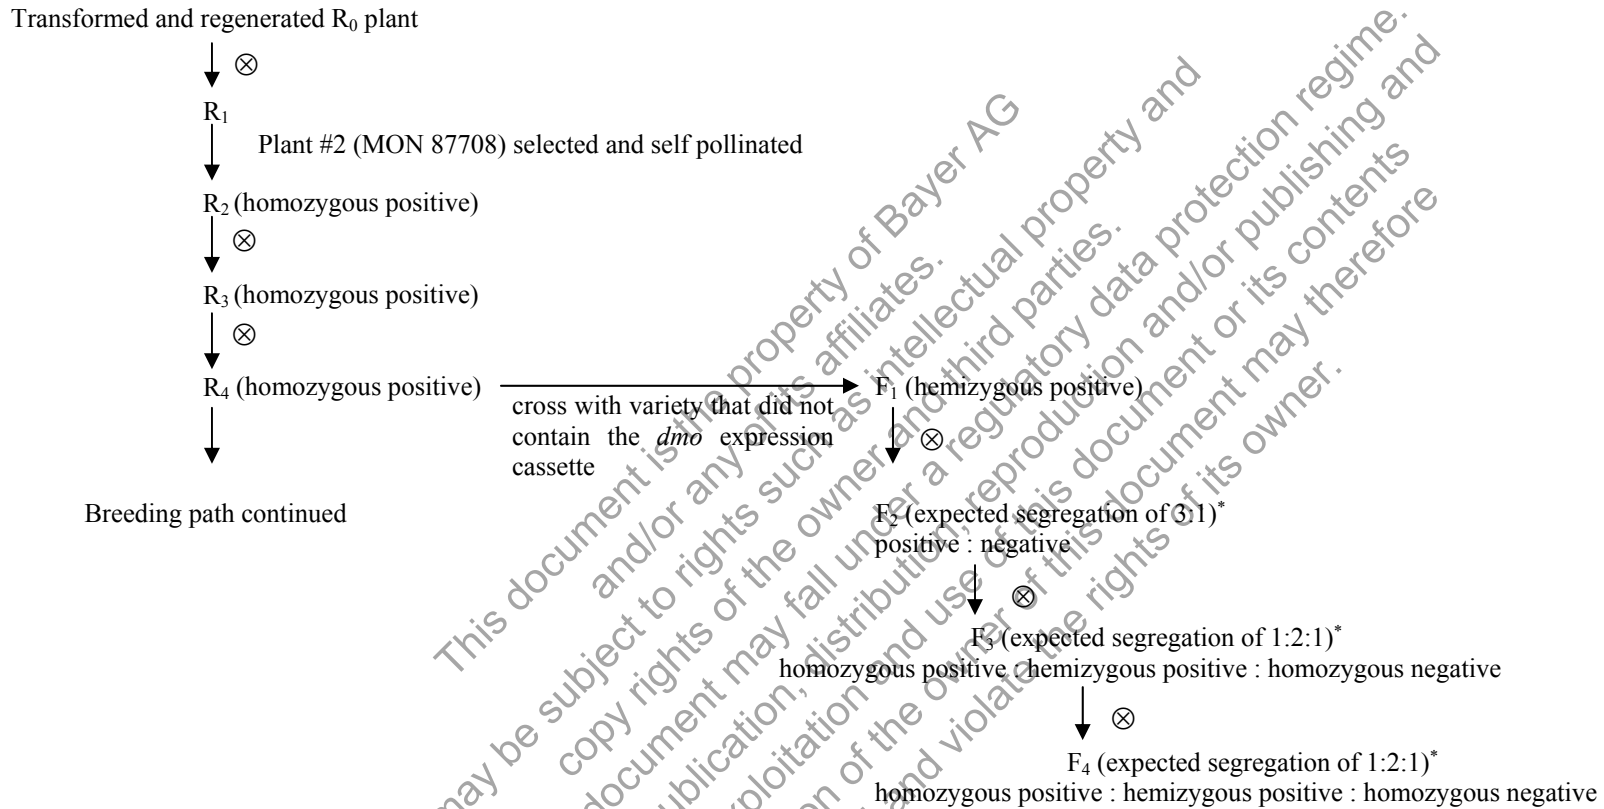 Transformed and regenerated R0 plant
⊗
R1
Plant #2 (MON 87708) selected and self pollinated
R2 (homozygous positive)
⊗
R3 (homozygous positive)
⊗
R4 (homozygous positive)
cross with variety that did not
contain the dmo expression
cassette
F1 (hemizygous positive)
⊗
Breeding path continued
F2 (expected segregation of 3:1)*
positive : negative
⊗
F3 (expected segregation of 1:2:1)*
homozygous positive : hemizygous positive : homozygous negative
⊗
F4 (expected segregation of 1:2:1)*
homozygous positive : hemizygous positive : homozygous negative
This document is the property of Bayer AG
and/or any of its affiliates.
may be subject to rights such as intellectual property and
copy rights of the owner and third parties.
document may fall under a regulatory data protection regime.
publication, distribution, reproduction and/or publishing and
exploitation and use of this document or its contents
of the owner of this document may therefore
and violate the rights of its owner.